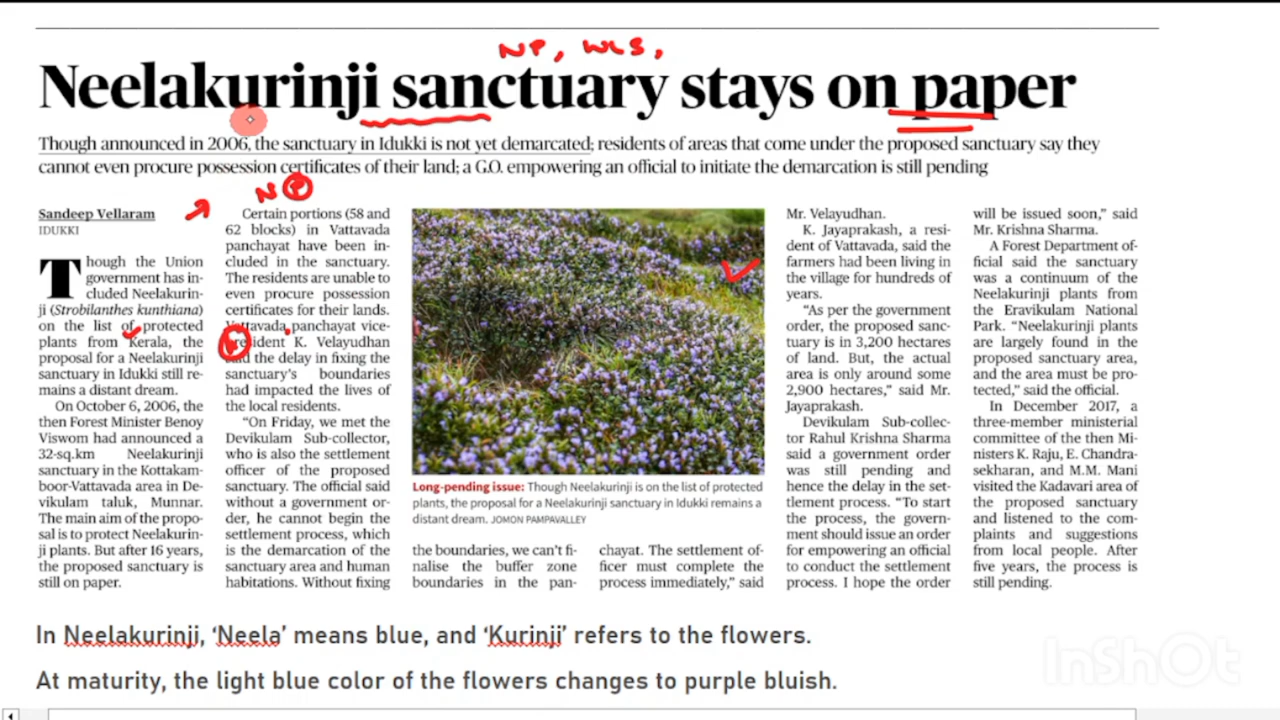 NP, WLS,
Neelakurinji sanctuary stays on paper
Though announced in 2006, the sanctuary in Idukki is not yet demarcated; residents of areas that come under the proposed sanctuary say they
cannot even procure possession certificates of their land; a G.O. empowering an official to initiate the demarcation is still pending
N P
Sandeep Vellaram
IDUKKI
Though the Union
government has in-
cluded Neelakurin-
ji (Strobilanthes kunthiana)
on the list of protected
plants from Kerala, the
proposal for a Neelakurinji
sanctuary in Idukki still re-
mains a distant dream.
On October 6, 2006, the
then Forest Minister Benoy
Viswom had announced a
32-sq.km Neelakurinji
sanctuary in the Kottakam-
boor-Vattavada area in De-
vikulam taluk, Munnar.
The main aim of the propo-
sal is to protect Neelakurin-
ji plants. But after 16 years,
the proposed sanctuary is
still on paper.
Certain portions (58 and
62 blocks) in Vattavada
panchayat have been in-
cluded in the sanctuary.
The residents are unable to
even procure possession
certificates for their lands.
Vattavada panchayat vice-
president K. Velayudhan
said the delay in fixing the
sanctuary's boundaries
had impacted the lives of
the local residents.
"On Friday, we met the
Devikulam Sub-collector,
who is also the settlement
officer of the proposed
sanctuary. The official said
without a government or-
der, he cannot begin the
settlement process, which
is the demarcation of the
sanctuary area and human
habitations. Without fixing
Long-pending issue: Though Neelakurinji is on the list of protected
plants, the proposal for a Neelakurinji sanctuary in Idukki remains a
distant dream. JOMON PAMPAVALLEY
the boundaries, we can't fi-
nalise the buffer zone
boundaries in the pan-
chayat. The settlement of-
ficer must complete the
process immediately," said
Mr. Velayudhan.
K. Jayaprakash, a resi-
dent of Vattavada, said the
farmers had been living in
the village for hundreds of
years.
"As per the government
order, the proposed sanc-
tuary is in 3,200 hectares
of land. But, the actual
area is only around some
2,900 hectares," said Mr.
Jayaprakash.
Devikulam Sub-collec-
tor Rahul Krishna Sharma
said a government order
was still pending and
hence the delay in the set-
tlement process. "To start
the process, the govern-
ment should issue an order
for empowering an official
to conduct the settlement
process. I hope the order
will be issued soon," said
Mr. Krishna Sharma.
A Forest Department of-
ficial said the sanctuary
was a continuum of the
Neelakurinji plants from
the Eravikulam National
Park. "Neelakurinji plants
are largely found in the
proposed sanctuary area,
and the area must be pro-
tected," said the official.
In December 2017, a
three-member ministerial
committee of the then Mi-
nisters K. Raju, E. Chandra-
sekharan, and M.M. Mani
visited the Kadavari area of
the proposed sanctuary
and listened to the com-
plaints and suggestions
from local people. After
five years, the process is
still pending.
In Neelakurinji, 'Neela' means blue, and 'Kurinji' refers to the flowers.
At maturity, the light blue color of the flowers changes to purple bluish.
InShOt